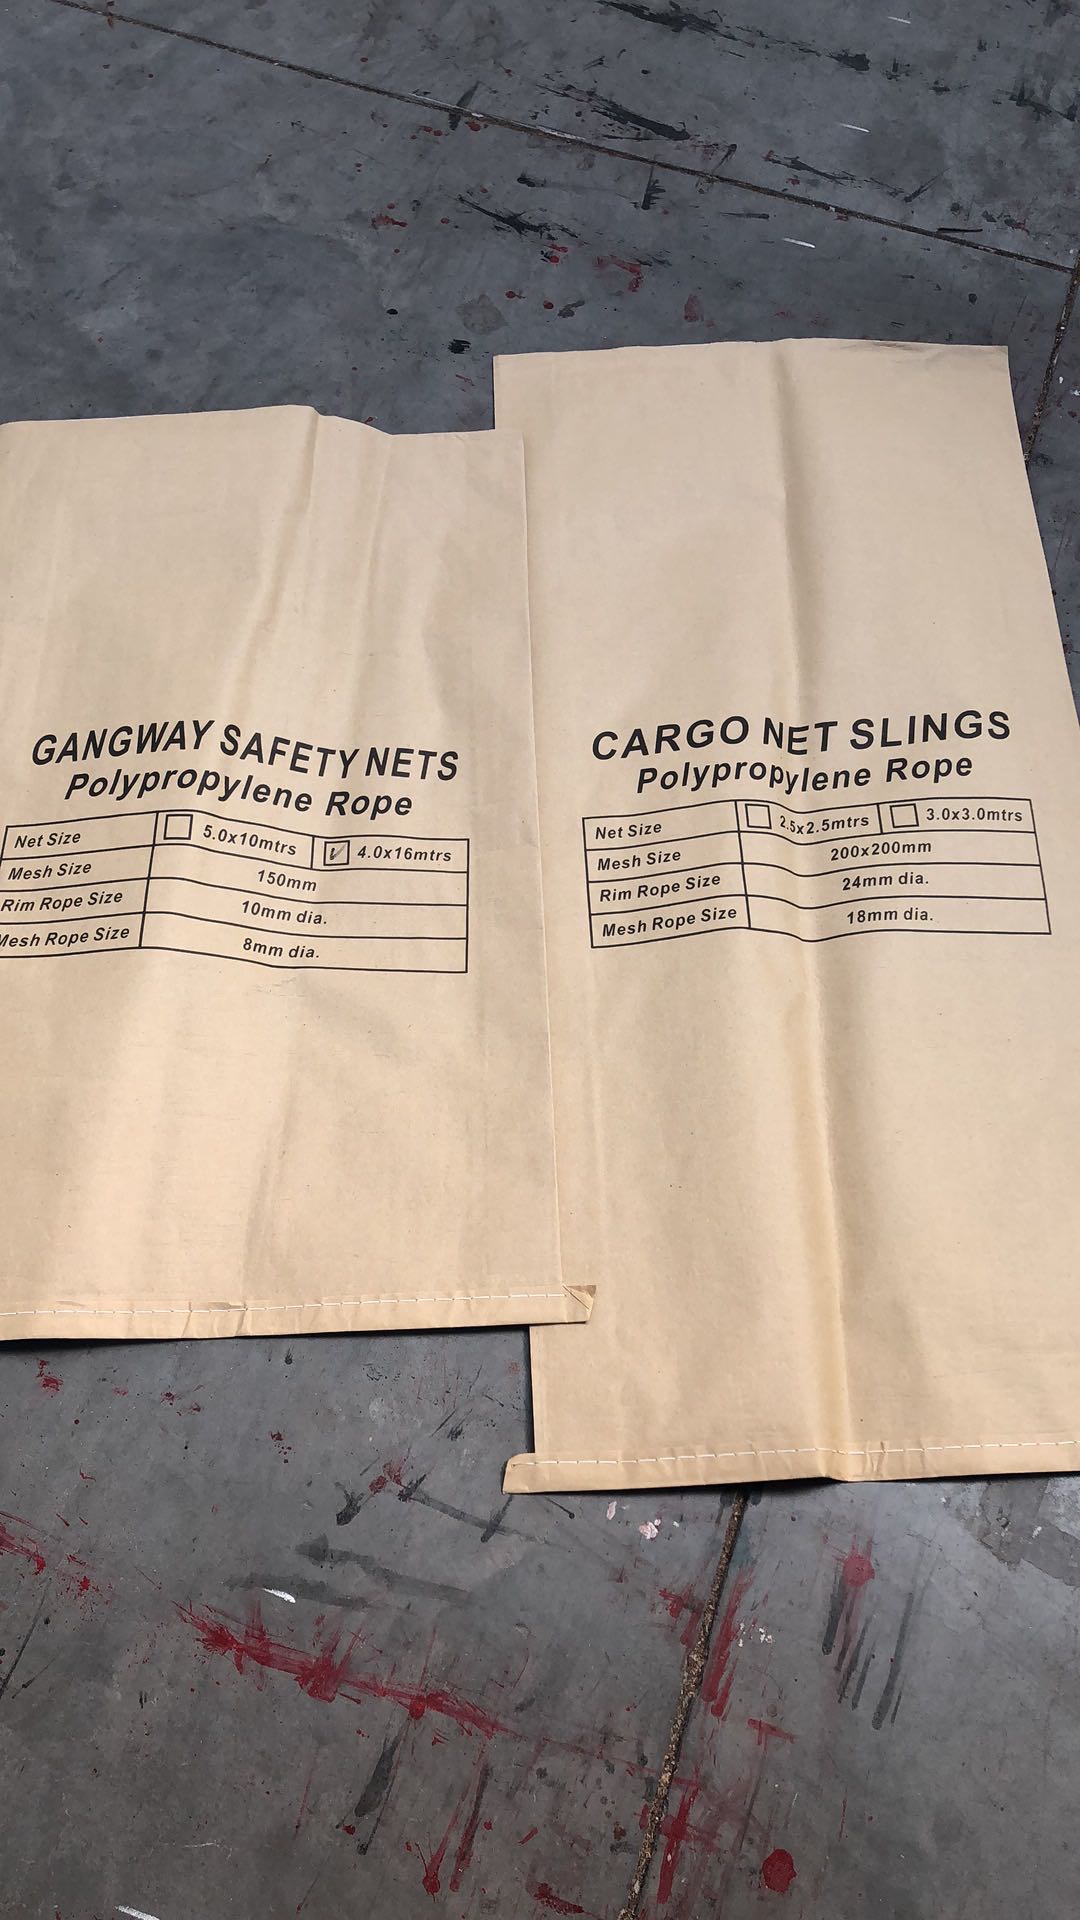 GANGWAY SAFETY NETS
Polypropylene Rope
Net Size 5.0x10mtrs ✓ 4.0x16mtrs
Mesh Size 150mm
Rim Rope Size 10mm dia.
Mesh Rope Size 8mm dia.
CARGO NET SLINGS
Polypropylene Rope
Net Size 2.5x2.5mtrs 3.0x3.0mtrs
Mesh Size 200x200mm
Rim Rope Size 24mm dia.
Mesh Rope Size 18mm dia.